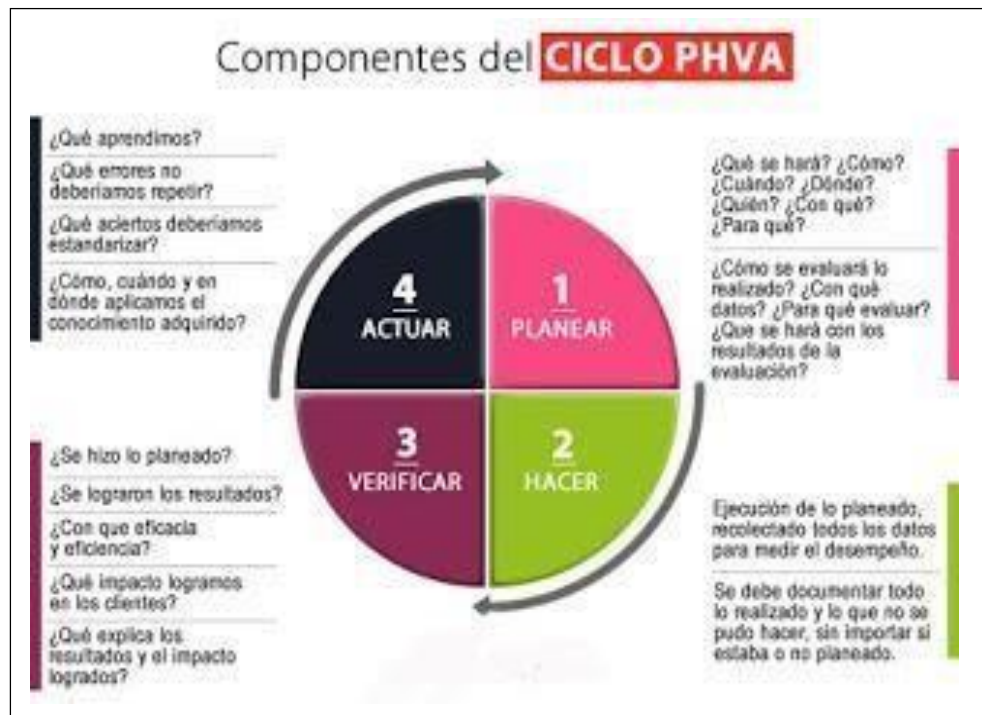 Componentes del CICLO PHVA
¿Qué aprendimos?
¿Qué errores no
deberíamos repetir?
¿Qué aciertos deberíamos
estandarizar?
¿Cómo, cuándo y en
dónde aplicamos el
conocimiento adquirido?
4
ACTUAR
1
PLANEAR
¿Qué se hará? ¿Cómo?
¿Cuándo? ¿Dónde?
¿Quién? ¿Con qué?
¿Para qué?
¿Cómo se evaluará lo
realizado? ¿Con qué
datos? ¿Para qué evaluar?
¿Que se hará con los
resultados de la
evaluación?
¿Se hizo lo planeado?
¿Se lograron los resultados?
¿Con que eficacia
y eficiencia?
¿Qué impacto logramos
en los clientes?
¿Qué explica los
resultados y el impacto
logrados?
3
VERIFICAR
2
HACER
Ejecución de lo planeado,
recolectado todos los datos
para medir el desempeño.
Se debe documentar todo
lo realizado y lo que no se
pudo hacer, sin importar si
estaba o no planeado.